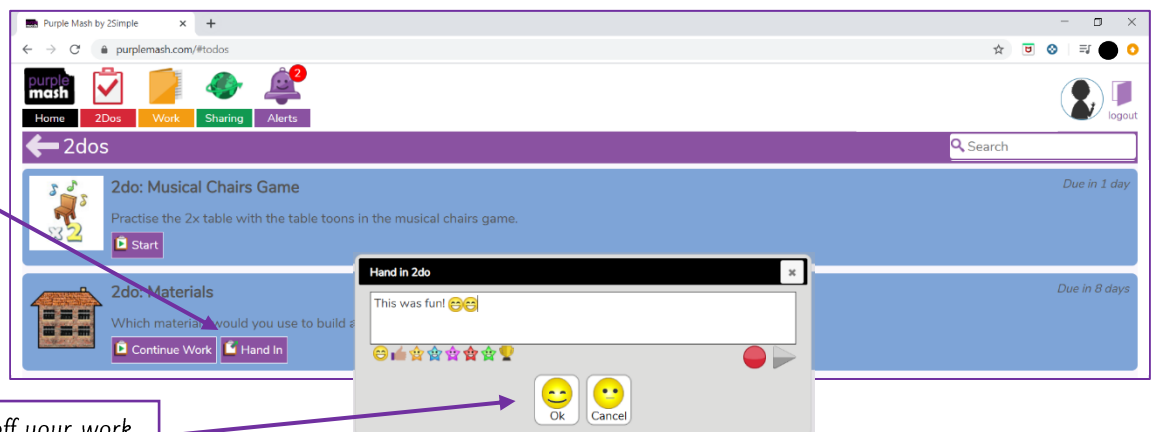 Purple Mash by 2Simple
purplemash.com/#todos
purple
mash
2
Home 2Dos Work Sharing Alerts
logout
2dos
Search
2do: Musical Chairs Game
Due in 1 day
Practise the 2x table with the table toons in the musical chairs game.
x2
Start
Hand in 2do
2do: Materials
Due in 8 days
This was fun! 😁😁
Which material would you use to build a
Continue Work Hand In
Ok Cancel
off your work